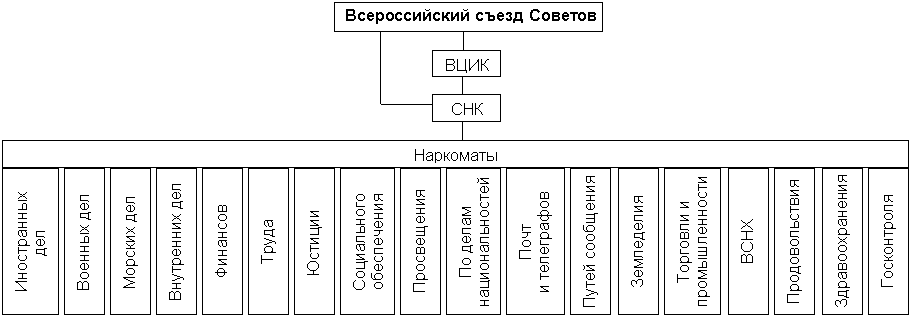 Всероссийский съезд Советов
ВЦИК
СНК
Наркоматы
Иностранных
дел
Военных дел
Морских дел
Внутренних дел
Финансов
Труда
Юстиции
Социального
обеспечения
Просвещения
По делам
национальностей
Почт
и телеграфов
Путей сообщения
Земледелия
Торговли и
промышленности
ВСНХ
Продовольствия
Здравоохранения
Госконтроля